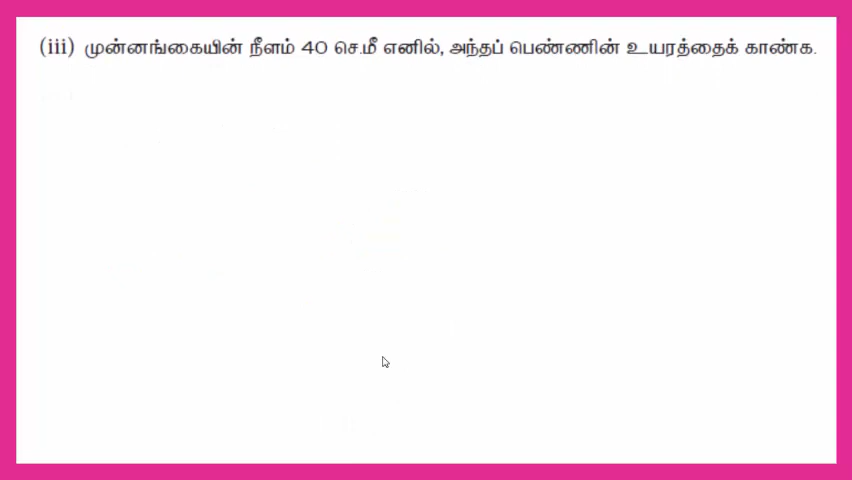 (iii) முன்னங்கையின் நீளம் 40 செ.மீ எனில், அந்தப் பெண்ணின் உயரத்தைக் காண்க.